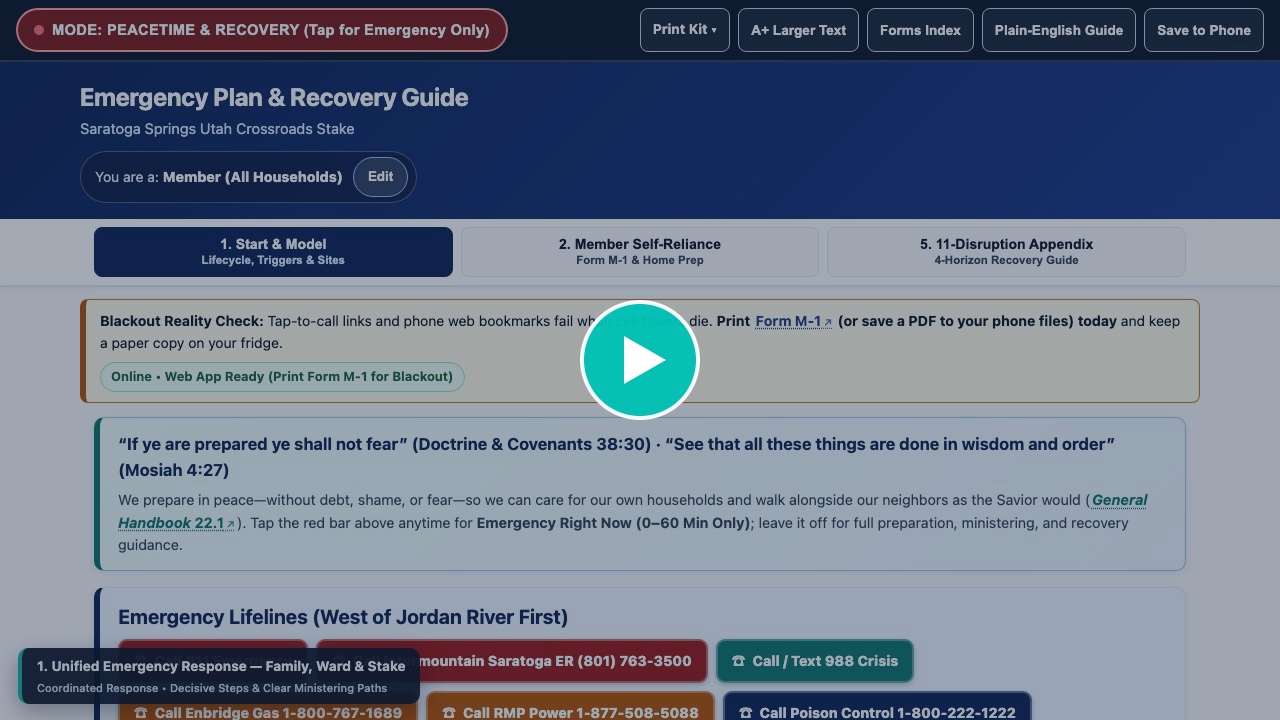 MODE: PEACETIME & RECOVERY (Tap for Emergency Only)
Print Kit ▾
A+ Larger Text
Forms Index
Plain-English Guide
Save to Phone
Emergency Plan & Recovery Guide
Saratoga Springs Utah Crossroads Stake
You are a: Member (All Households)
Edit
1. Start & Model
Lifecycle, Triggers & Sites
2. Member Self-Reliance
Form M-1 & Home Prep
5. 11-Disruption Appendix
4-Horizon Recovery Guide
Blackout Reality Check: Tap-to-call links and phone web bookmarks fail die. Print Form M-1↗ (or save a PDF to your phone files) today and keep
a paper copy on your fridge.
Online • Web App Ready (Print Form M-1 for Blackout)
“If ye are prepared ye shall not fear” (Doctrine & Covenants 38:30) · “See that all these things are done in wisdom and order”
(Mosiah 4:27)
We prepare in peace—without debt, shame, or fear—so we can care for our own households and walk alongside our neighbors as the Savior would (General
Handbook 22.1↗). Tap the red bar above anytime for Emergency Right Now (0–60 Min Only); leave it off for full preparation, ministering, and recovery
guidance.
Emergency Lifelines (West of Jordan River First)
mountain Saratoga ER (801) 763-3500
☎ Call / Text 988 Crisis
1. Unified Emergency Response — Family, Ward & Stake
Coordinated Response • Decisive Steps & Clear Ministering Paths
☎ Call Enbridge Gas 1-800-767-1689
☎ Call RMP Power 1-877-508-5088
☎ Call Poison Control 1-800-222-1222